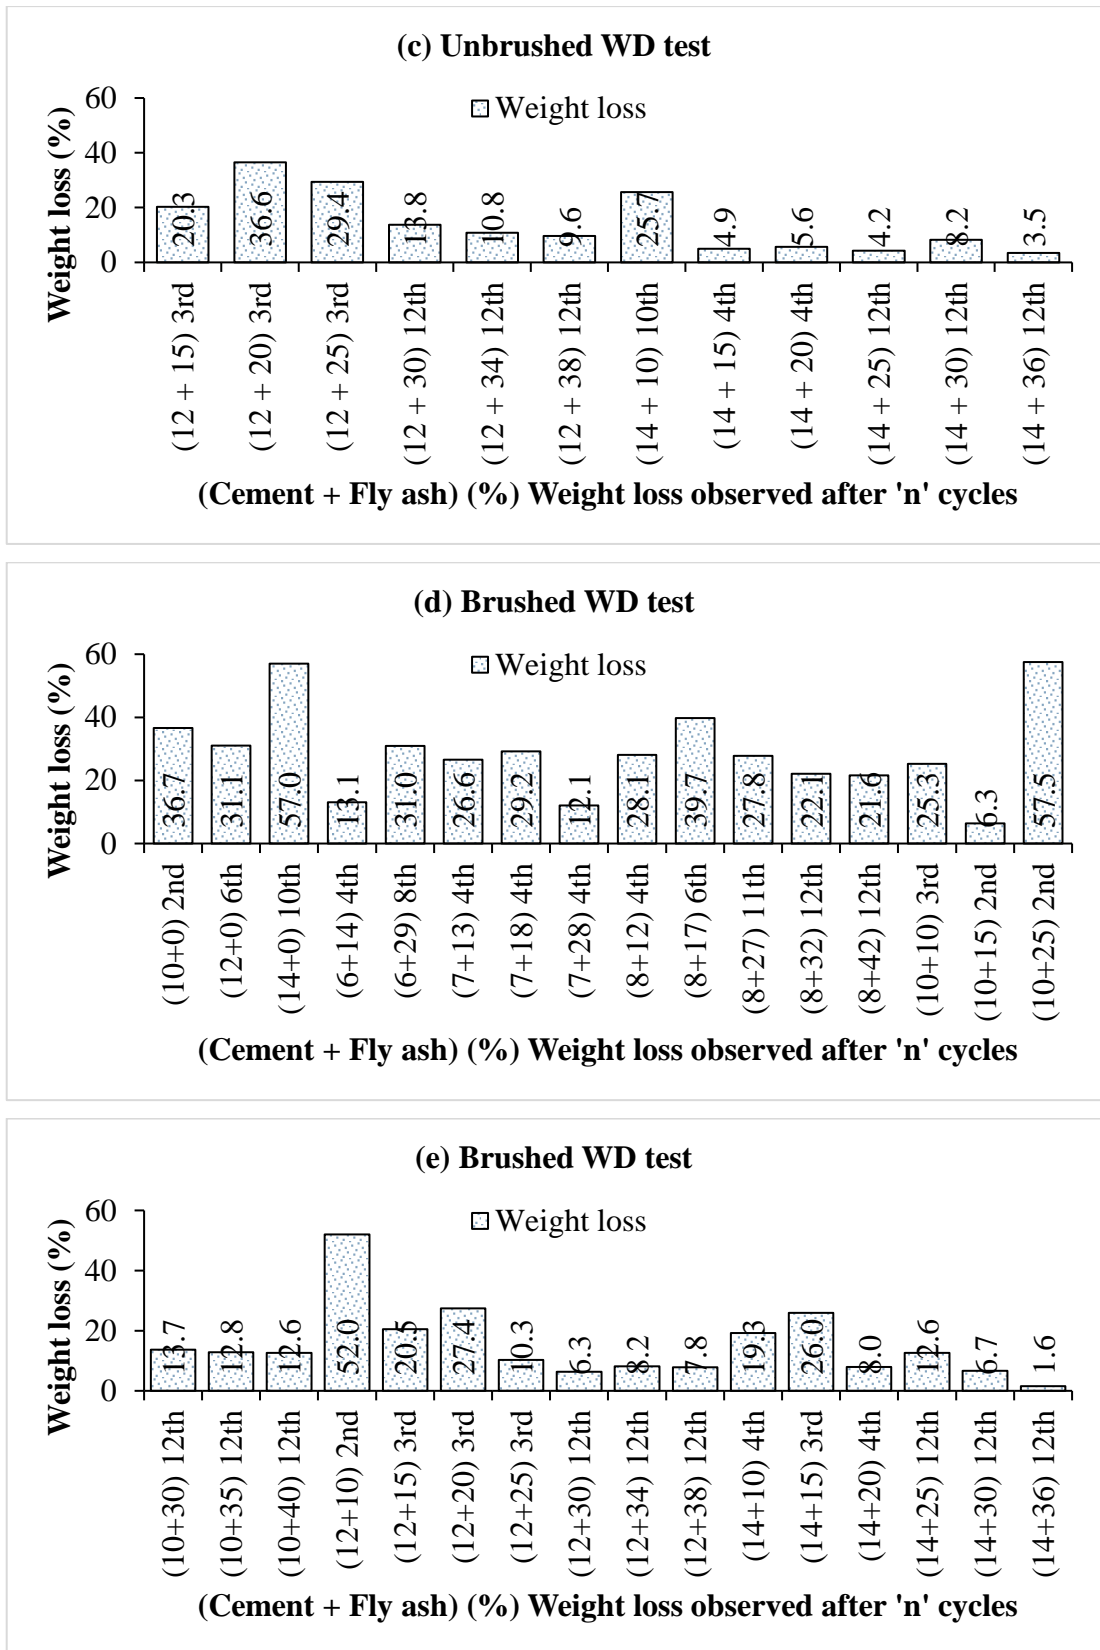 (c) Unbrushed WD test
Weight loss (%)
60
40
20
0
Weight loss
20.3
36.6
29.4
13.8
10.8
9.6
25.7
4.9
5.6
4.2
8.2
3.5
(12 + 15) 3rd
(12 + 20) 3rd
(12 + 25) 3rd
(12 + 30) 12th
(12 + 34) 12th
(12 + 38) 12th
(14 + 10) 10th
(14 + 15) 4th
(14 + 20) 4th
(14 + 25) 12th
(14 + 30) 12th
(14 + 36) 12th
(Cement + Fly ash) (%) Weight loss observed after 'n' cycles
(d) Brushed WD test
Weight loss (%)
60
40
20
0
Weight loss
36.7
31.1
57.0
13.1
31.0
26.6
29.2
12.1
28.1
39.7
27.8
22.1
21.6
25.3
6.3
57.5
(10+0) 2nd
(12+0) 6th
(14+0) 10th
(6+14) 4th
(6+29) 8th
(7+13) 4th
(7+18) 4th
(7+28) 4th
(8+12) 4th
(8+17) 6th
(8+27) 11th
(8+32) 12th
(8+42) 12th
(10+10) 3rd
(10+15) 2nd
(10+25) 2nd
(Cement + Fly ash) (%) Weight loss observed after 'n' cycles
(e) Brushed WD test
Weight loss (%)
60
40
20
0
Weight loss
13.7
12.8
12.6
52.0
20.5
27.4
10.3
6.3
8.2
7.8
19.3
26.0
8.0
12.6
6.7
1.6
(10+30) 12th
(10+35) 12th
(10+40) 12th
(12+10) 2nd
(12+15) 3rd
(12+20) 3rd
(12+25) 3rd
(12+30) 12th
(12+34) 12th
(12+38) 12th
(14+10) 4th
(14+15) 3rd
(14+20) 4th
(14+25) 12th
(14+30) 12th
(14+36) 12th
(Cement + Fly ash) (%) Weight loss observed after 'n' cycles